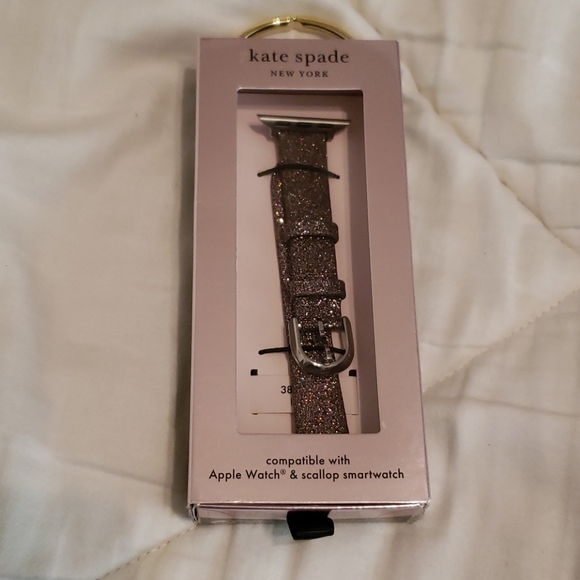 kate spade
NEW YORK
38
compatible with
Apple Watch® & scallop smartwatch